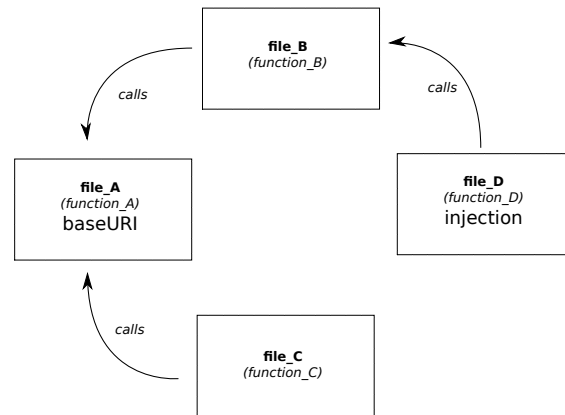 file_B
(function_B)
calls
calls
file_A
(function_A)
baseURI
file_D
(function_D)
injection
calls
file_C
(function_C)